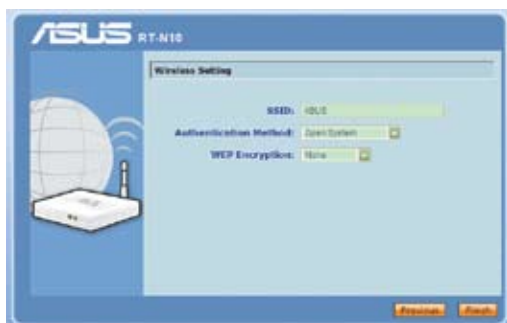 ASUS RT-N10
Wireless Setting
SSID: ASUS
Authentication Method: Open System
WEP Encryption: None
Previous Finish